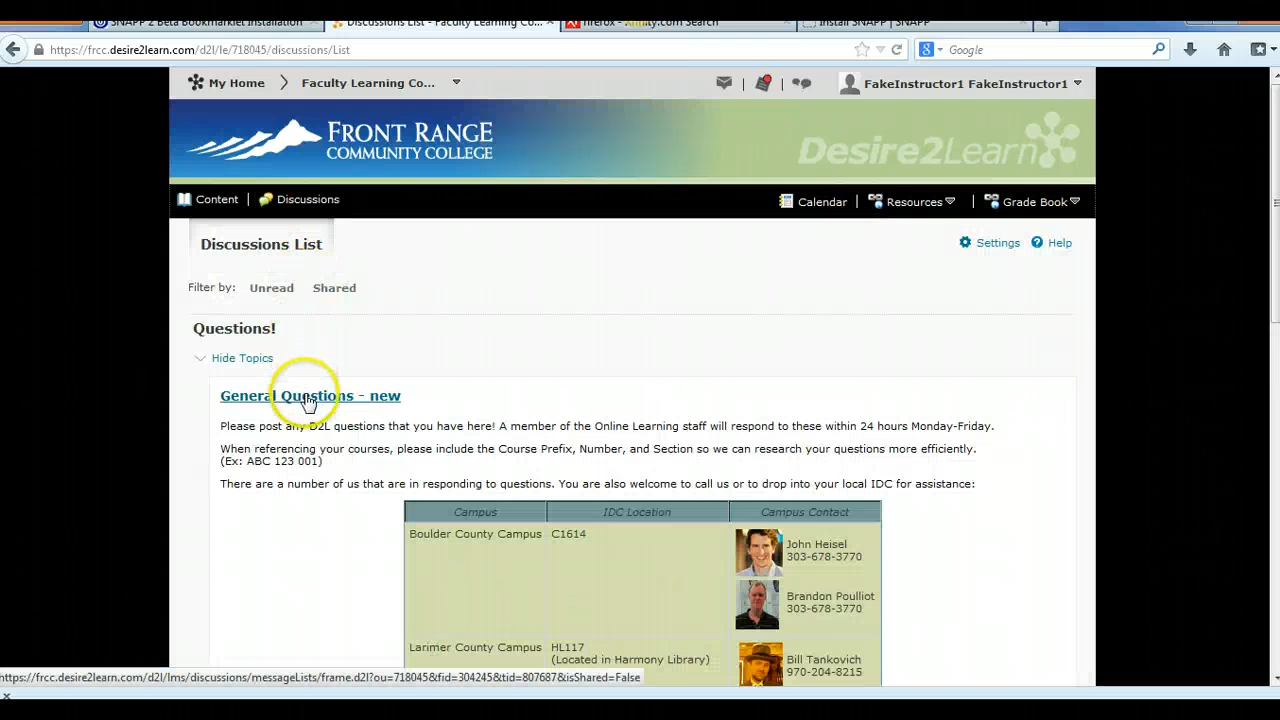 SNAPP 2 Beta Bookmarklet Installation
Discussions List - Faculty Learning Co...
Install SNAPP | SNAPP
https://frcc.desire2learn.com/d2l/le/718045/discussions/List
Google
My Home
Faculty Learning Co...
FakeInstructor1 FakeInstructor1
FRONT RANGE
COMMUNITY COLLEGE
Desire2Learn
Content
Discussions
Calendar
Resources
Grade Book
Discussions List
Settings
Help
Filter by: Unread Shared
Questions!
Hide Topics
General Questions - new
Please post any D2L questions that you have here! A member of the Online Learning staff will respond to these within 24 hours Monday-Friday.
When referencing your courses, please include the Course Prefix, Number, and Section so we can research your questions more efficiently.
(Ex: ABC 123 001)
There are a number of us that are in responding to questions. You are also welcome to call us or to drop into your local IDC for assistance:
Campus IDC Location Campus Contact
Boulder County Campus C1614
John Heisel
303-678-3770
Brandon Poulliot
303-678-3770
Larimer County Campus HL117
(Located in Harmony Library)
Bill Tankovich
970-204-8215
https://frcc.desire2learn.com/d2l/lms/discussions/messageLists/frame.d2l?ou=718045&fid=304245&tid=807687&isShared=False